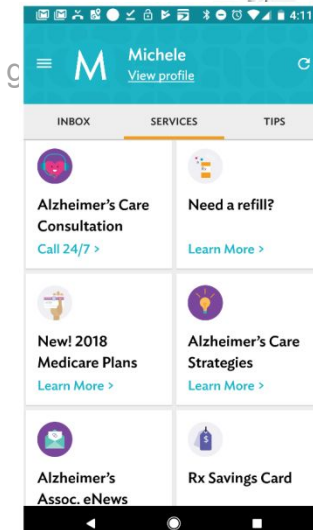 4:11
M
Michele
View profile
INBOX
SERVICES
TIPS
Alzheimer's Care
Consultation
Call 24/7 >
Need a refill?
Learn More >
New! 2018
Medicare Plans
Learn More >
Alzheimer's Care
Strategies
Learn More >
Alzheimer's
Assoc. eNews
Rx Savings Card